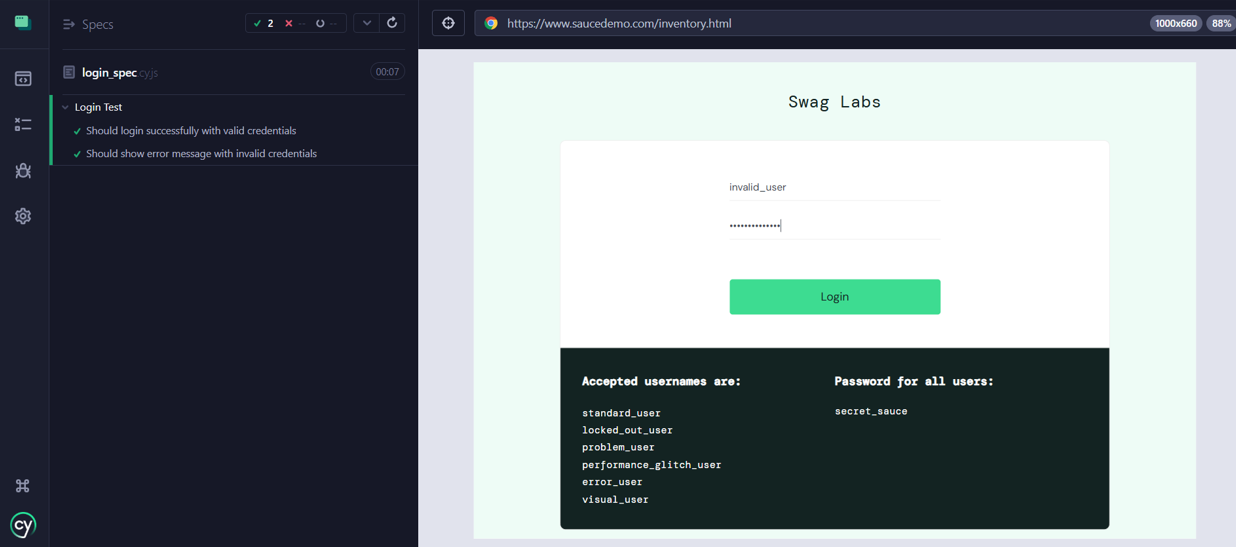 Specs
2
--
--
https://www.saucedemo.com/inventory.html
1000x660
88%
login_spec.cy.js
00:07
Login Test
Should login successfully with valid credentials
Should show error message with invalid credentials
cy
Swag Labs
invalid_user
••••••••••••••
Login
Accepted usernames are:
standard_user
locked_out_user
problem_user
performance_glitch_user
error_user
visual_user
Password for all users:
secret_sauce